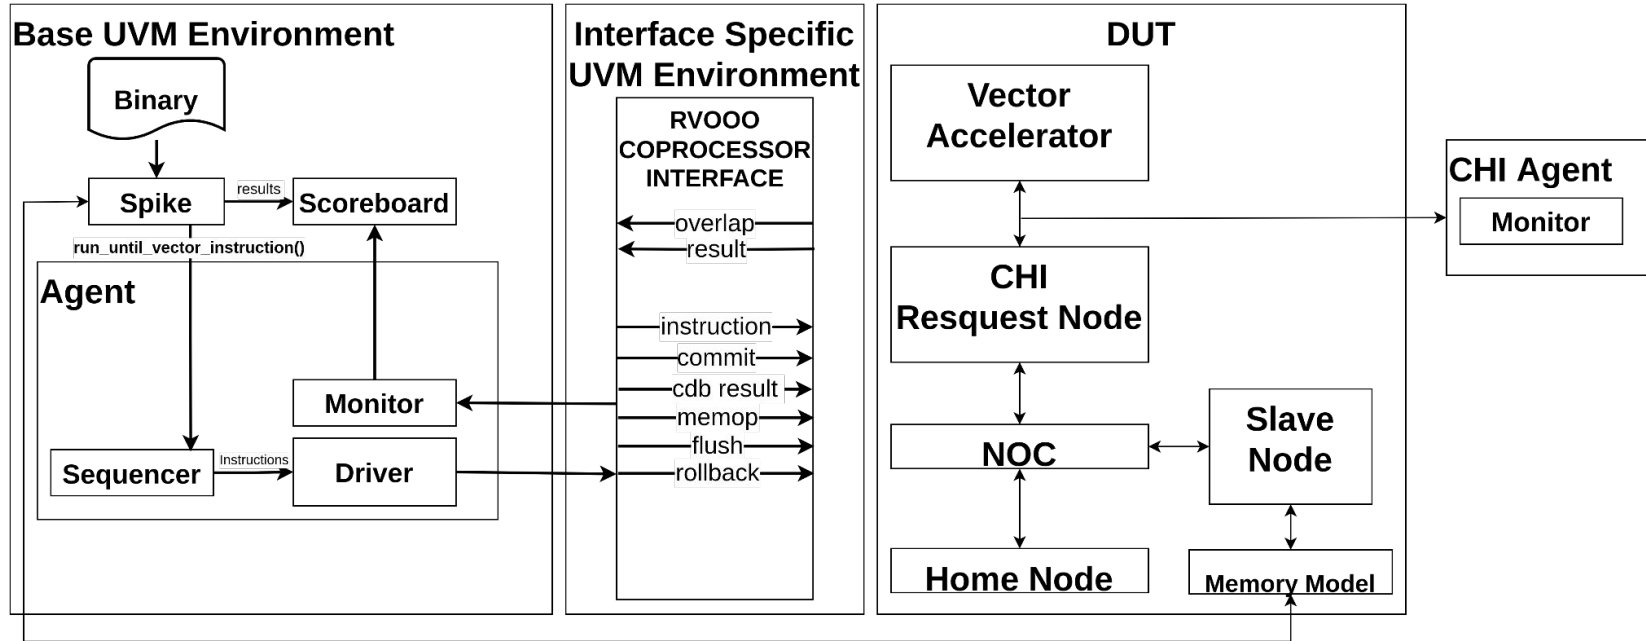 Base UVM Environment
Binary
Spike
results
Scoreboard
run_until_vector_instruction()
Agent
Monitor
Sequencer
Instructions
Driver
Interface Specific
UVM Environment
RVOOO
COPROCESSOR
INTERFACE
overlap
result
instruction
commit
cdb result
memop
flush
rollback
DUT
Vector
Accelerator
CHI
Resquest Node
NOC
Home Node
Slave
Node
Memory Model
CHI Agent
Monitor